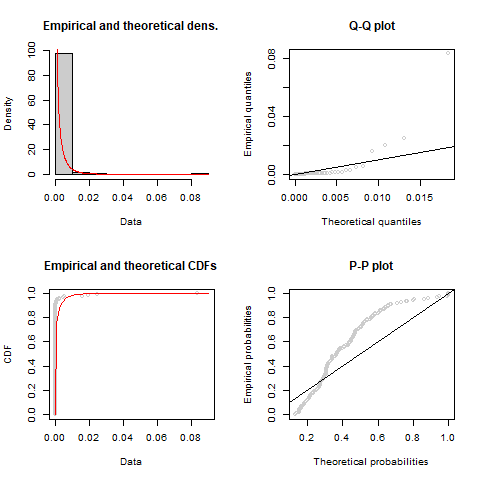 Empirical and theoretical dens.
Density
0 20 40 60 80 100
0.00 0.02 0.04 0.06 0.08
Data
Q-Q plot
Empirical quantiles
0.00 0.04 0.08
0.000 0.005 0.010 0.015
Theoretical quantiles
Empirical and theoretical CDFs
CDF
0.0 0.2 0.4 0.6 0.8 1.0
0.00 0.02 0.04 0.06 0.08
Data
P-P plot
Empirical probabilities
0.0 0.2 0.4 0.6 0.8 1.0
0.2 0.4 0.6 0.8 1.0
Theoretical probabilities